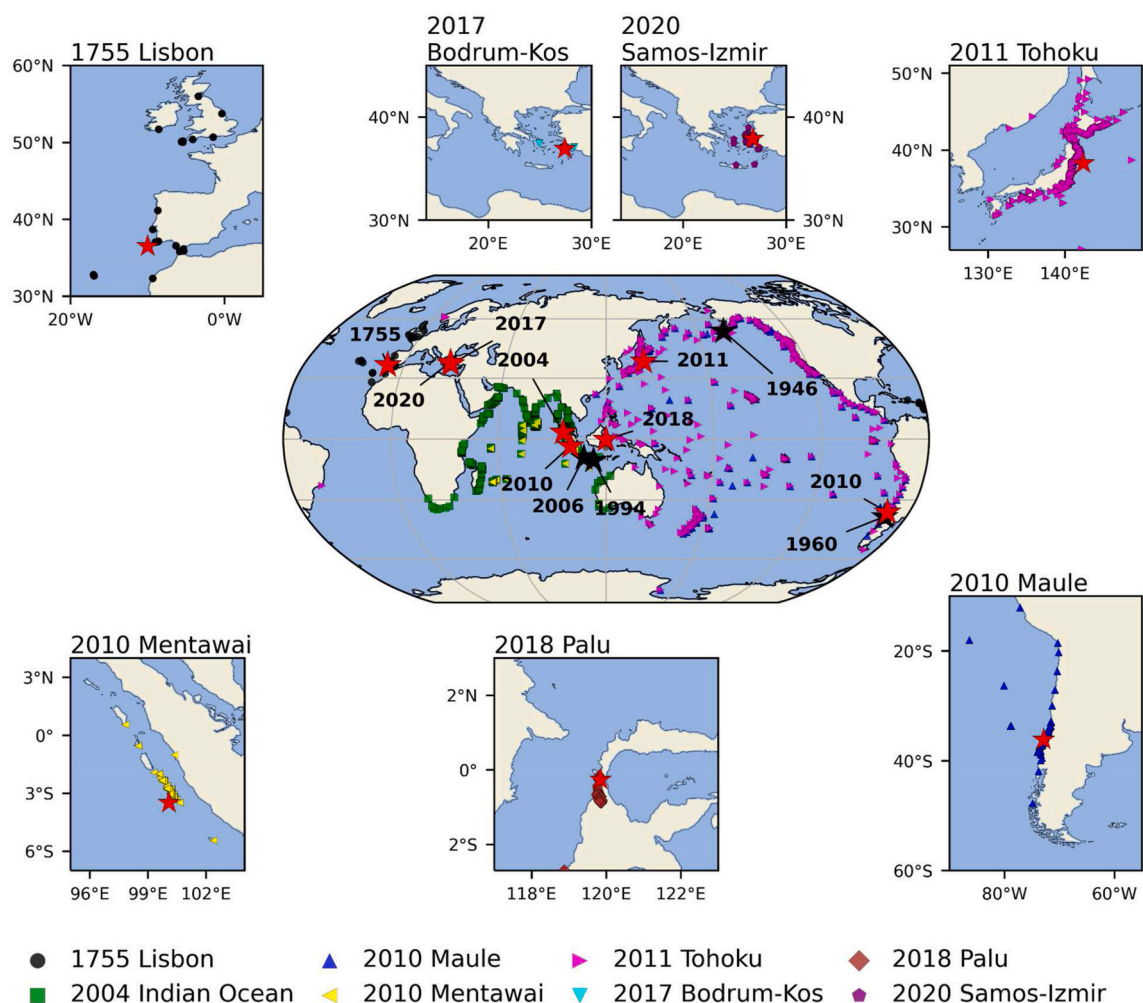 1755 Lisbon
60°N
50°N
40°N
30°N
20°W
0°W
2017
Bodrum-Kos
40°N
30°N
20°E
30°E
2020
Samos-Izmir
40°N
30°N
20°E
30°E
2011 Tohoku
50°N
40°N
30°N
130°E
140°E
1755
2017
2004
2020
2011
1946
2018
2010
2006
1994
2010
1960
2010 Mentawai
3°N
0°
3°S
6°S
96°E
99°E
102°E
2018 Palu
2°N
0°
2°S
118°E
120°E
122°E
2010 Maule
20°S
40°S
60°S
80°W
60°W
1755 Lisbon
2010 Maule
2011 Tohoku
2018 Palu
2004 Indian Ocean
2010 Mentawai
2017 Bodrum-Kos
2020 Samos-Izmir